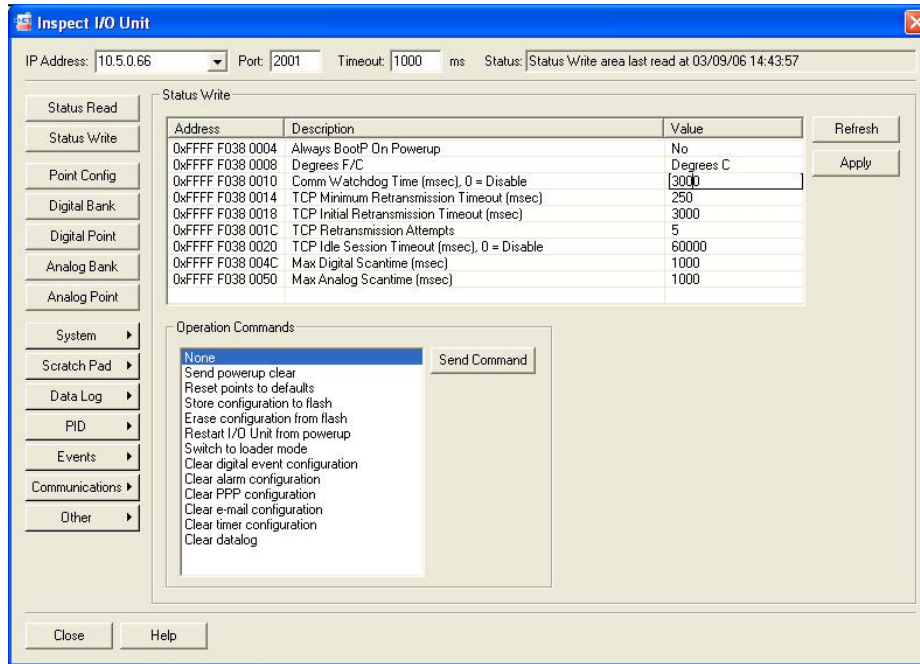 Inspect I/O Unit
IP Address: 10.5.0.66 Port: 2001 Timeout: 1000 ms Status: Status Write area last read at 03/09/06 14:43:57
Status Read
Status Write
Point Config
Digital Bank
Digital Point
Analog Bank
Analog Point
System
Scratch Pad
Data Log
PID
Events
Communications
Other
Status Write
Address Description Value
0xFFFF F038 0004 Always BootP On Powerup No
0xFFFF F038 0008 Degrees F/C Degrees C
0xFFFF F038 0010 Comm Watchdog Time (msec), 0 = Disable 3000
0xFFFF F038 0014 TCP Minimum Retransmission Timeout (msec) 250
0xFFFF F038 0018 TCP Initial Retransmission Timeout (msec) 3000
0xFFFF F038 001C TCP Retransmission Attempts 5
0xFFFF F038 0020 TCP Idle Session Timeout (msec), 0 = Disable 60000
0xFFFF F038 004C Max Digital Scantime (msec) 1000
0xFFFF F038 0050 Max Analog Scantime (msec) 1000
Refresh
Apply
Operation Commands
None
Send powerup clear
Reset points to defaults
Store configuration to flash
Erase configuration from flash
Restart I/O Unit from powerup
Switch to loader mode
Clear digital event configuration
Clear alarm configuration
Clear PPP configuration
Clear e-mail configuration
Clear timer configuration
Clear datalog
Send Command
Close Help